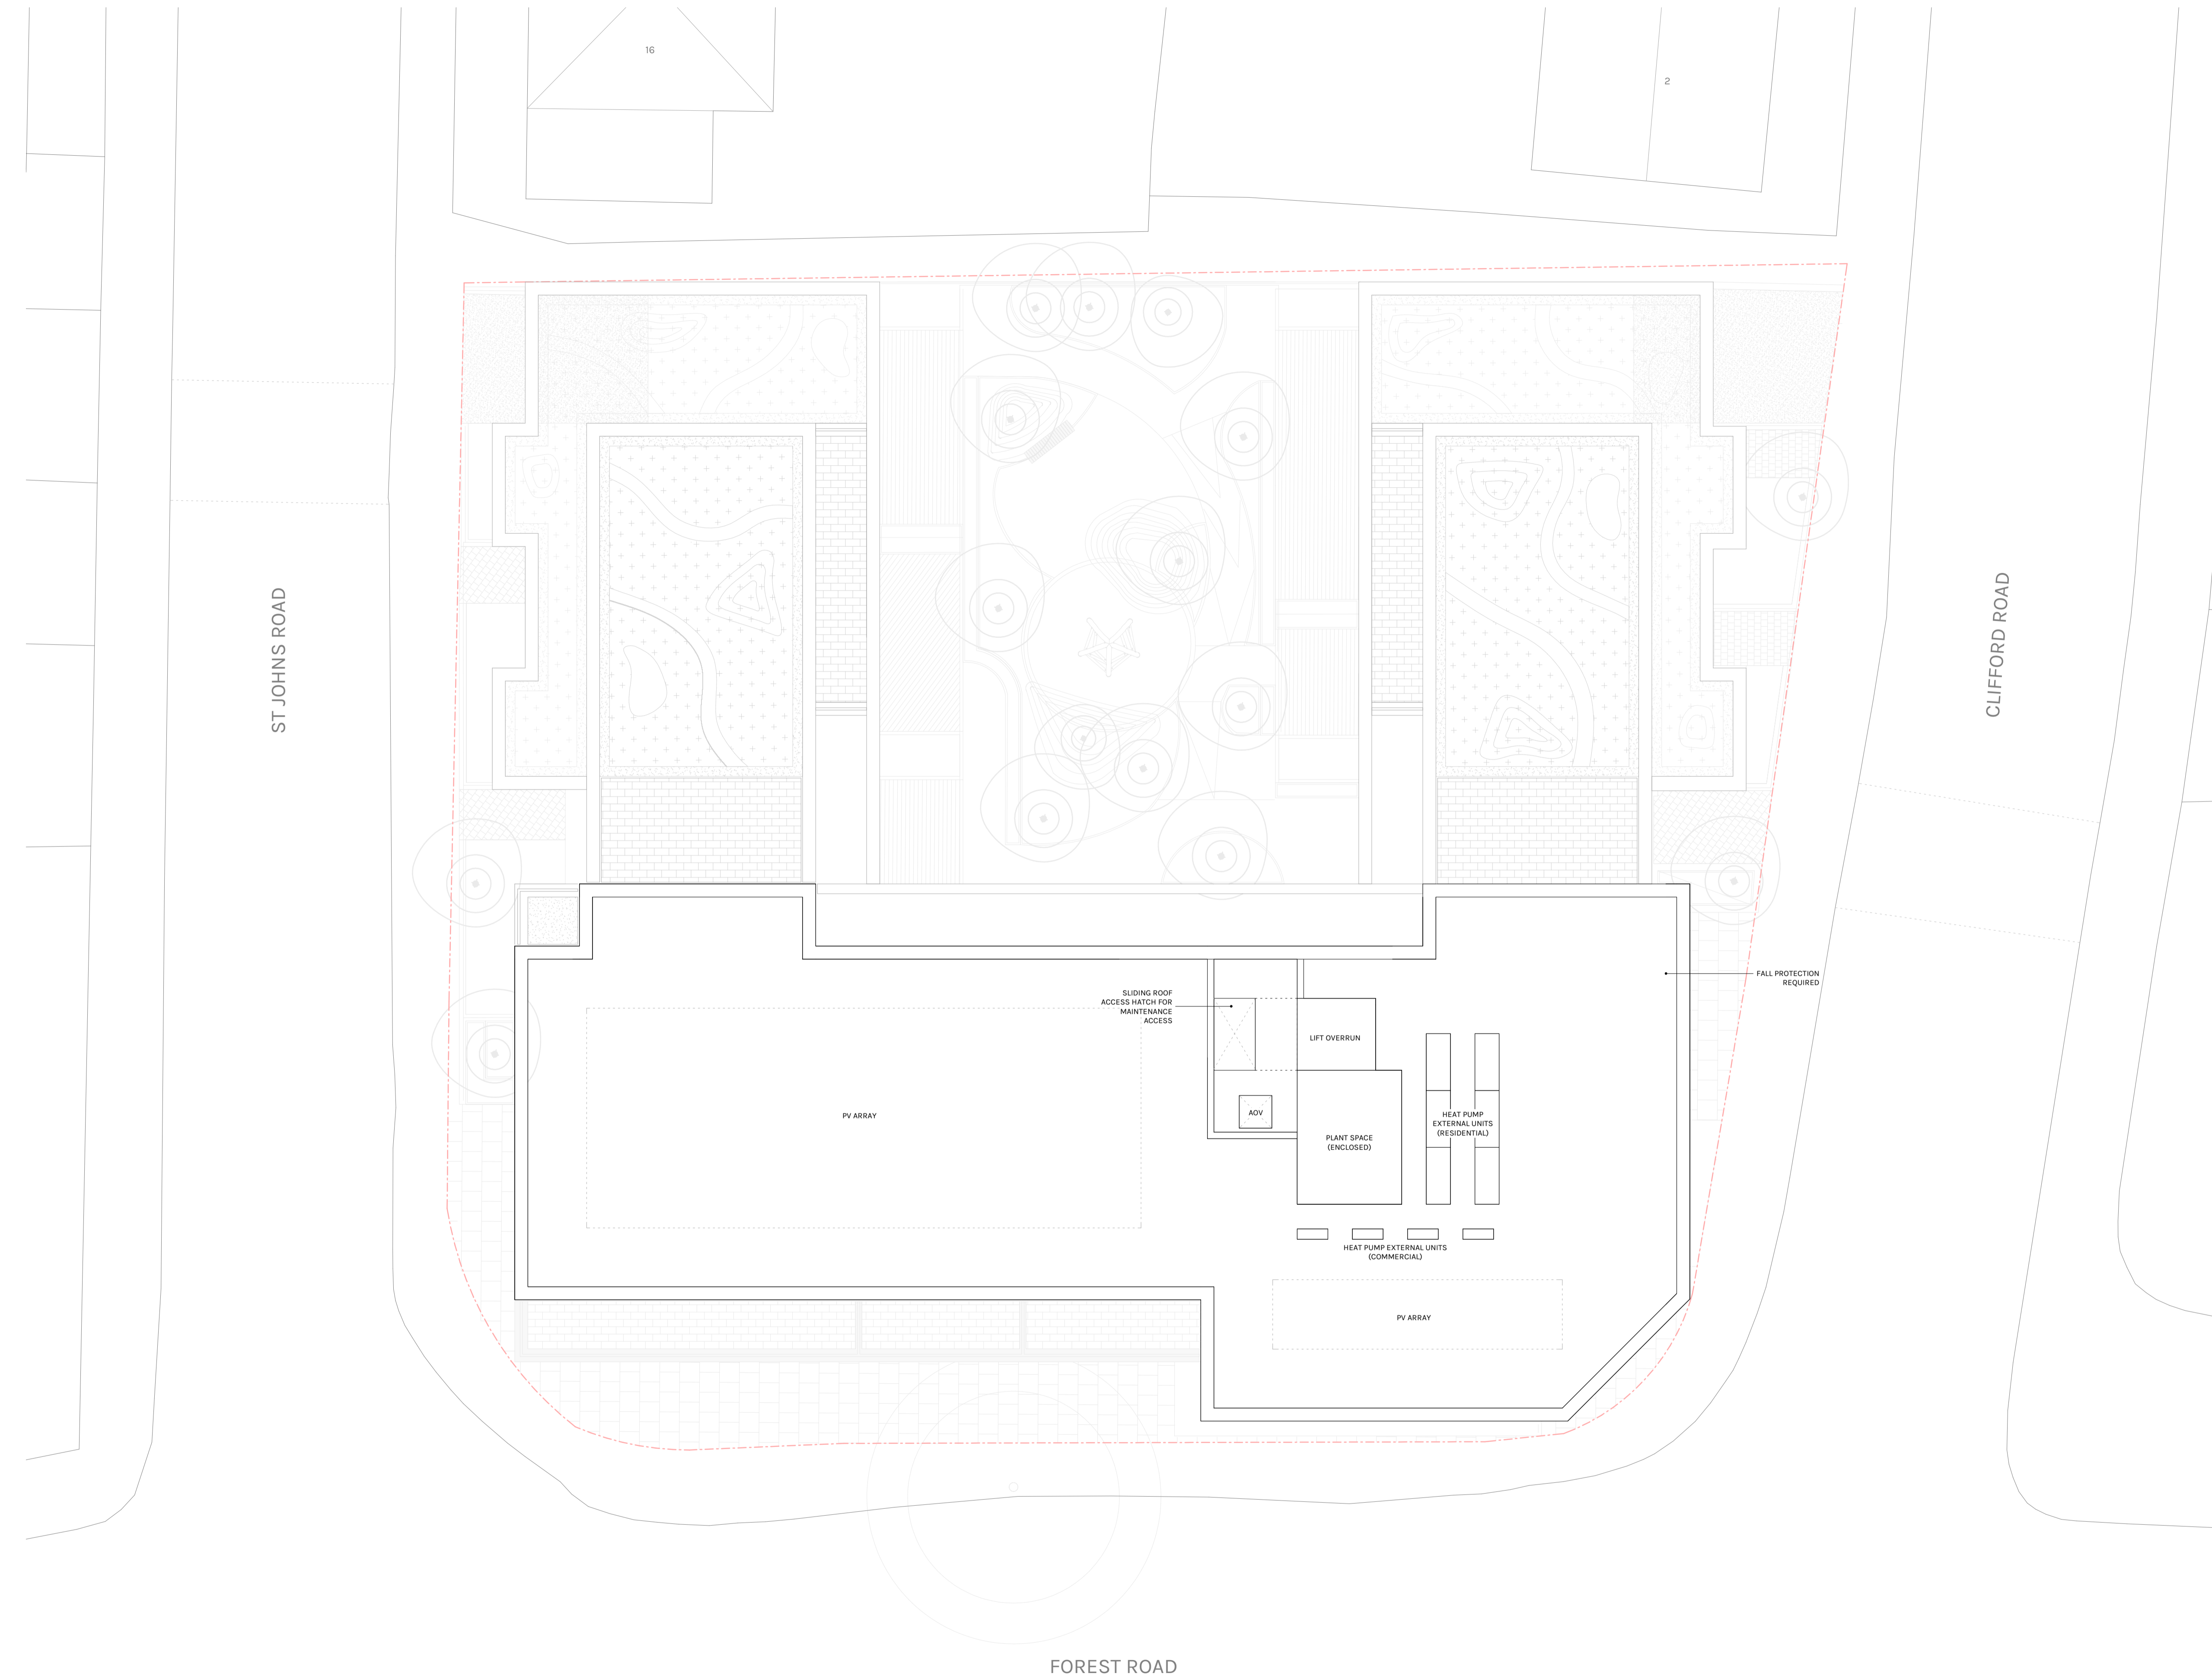 16
2
ST JOHNS ROAD
CLIFFORD ROAD
FALL PROTECTION
REQUIRED
SLIDING ROOF
ACCESS HATCH FOR
MAINTENANCE
ACCESS
LIFT OVERRUN
AOV
PV ARRAY
PLANT SPACE
(ENCLOSED)
HEAT PUMP
EXTERNAL UNITS
(RESIDENTIAL)
HEAT PUMP EXTERNAL UNITS
(COMMERCIAL)
PV ARRAY
FOREST ROAD